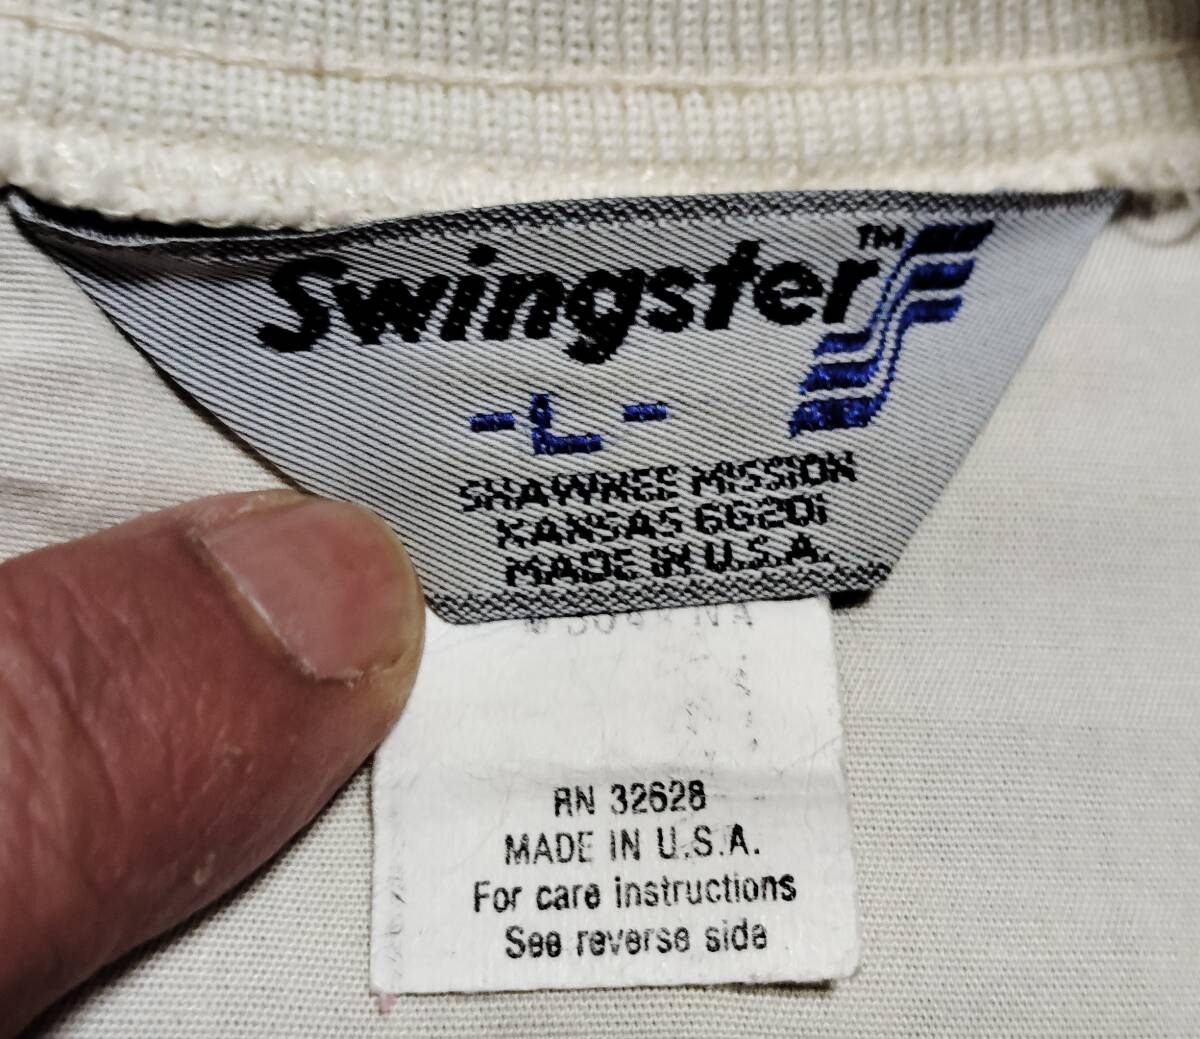 Swingster™
-L-
SHAWNEE MISSION
KANSAS 66201
MADE IN U.S.A.
RN 32628
MADE IN U.S.A.
For care instructions
See reverse side